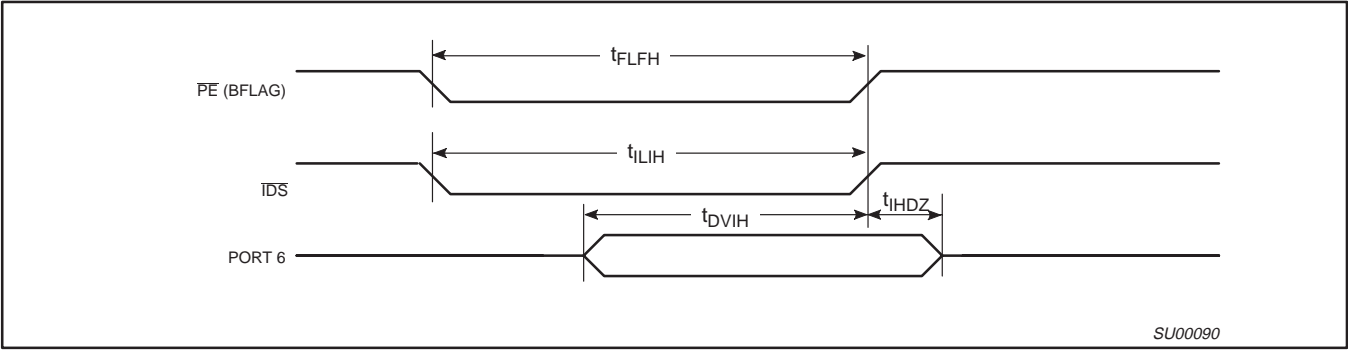 tFLFH
PE (BFLAG)
tILIH
IDS
tDVIH
tIHDZ
PORT 6
SU00090